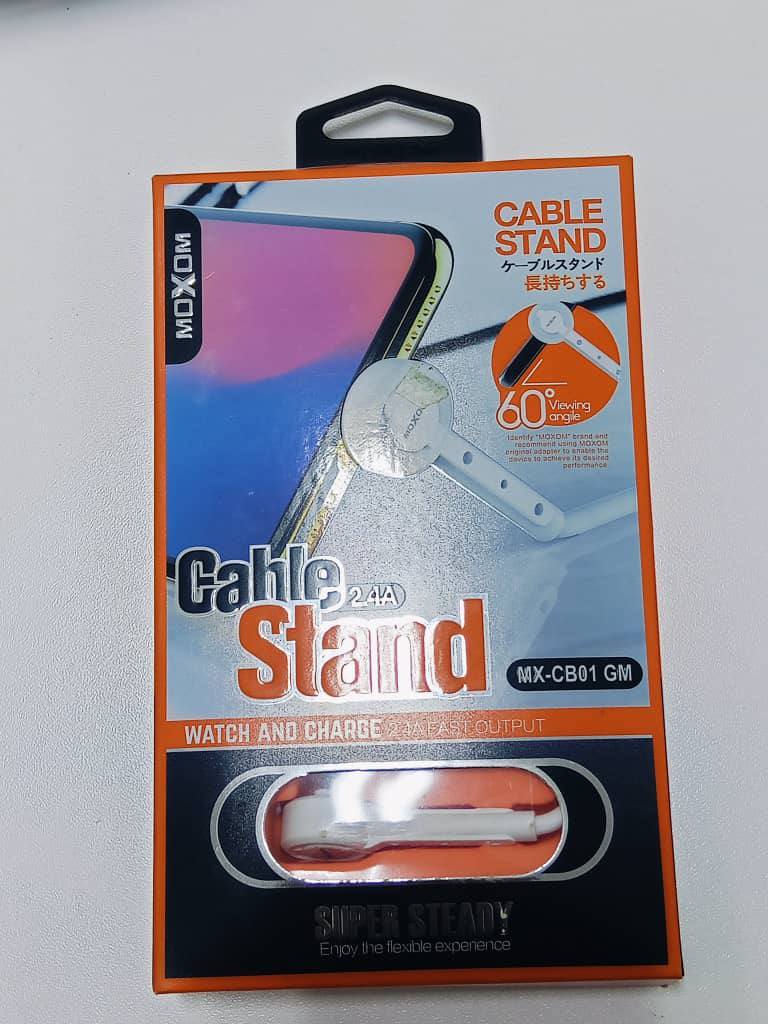 MOXOM
CABLE
STAND
ケーブルスタンド
長持ちする
60°
Viewing
angle
Identify "MOXOM" brand and
recommend using MOXOM
original adapter to enable the
device to achieve its desired
performance.
MOXOM
Cable
2.4A
Stand
MX-CB01 GM
WATCH AND CHARGE 2.4A FAST OUTPUT
SUPER STEADY
Enjoy the flexible experience